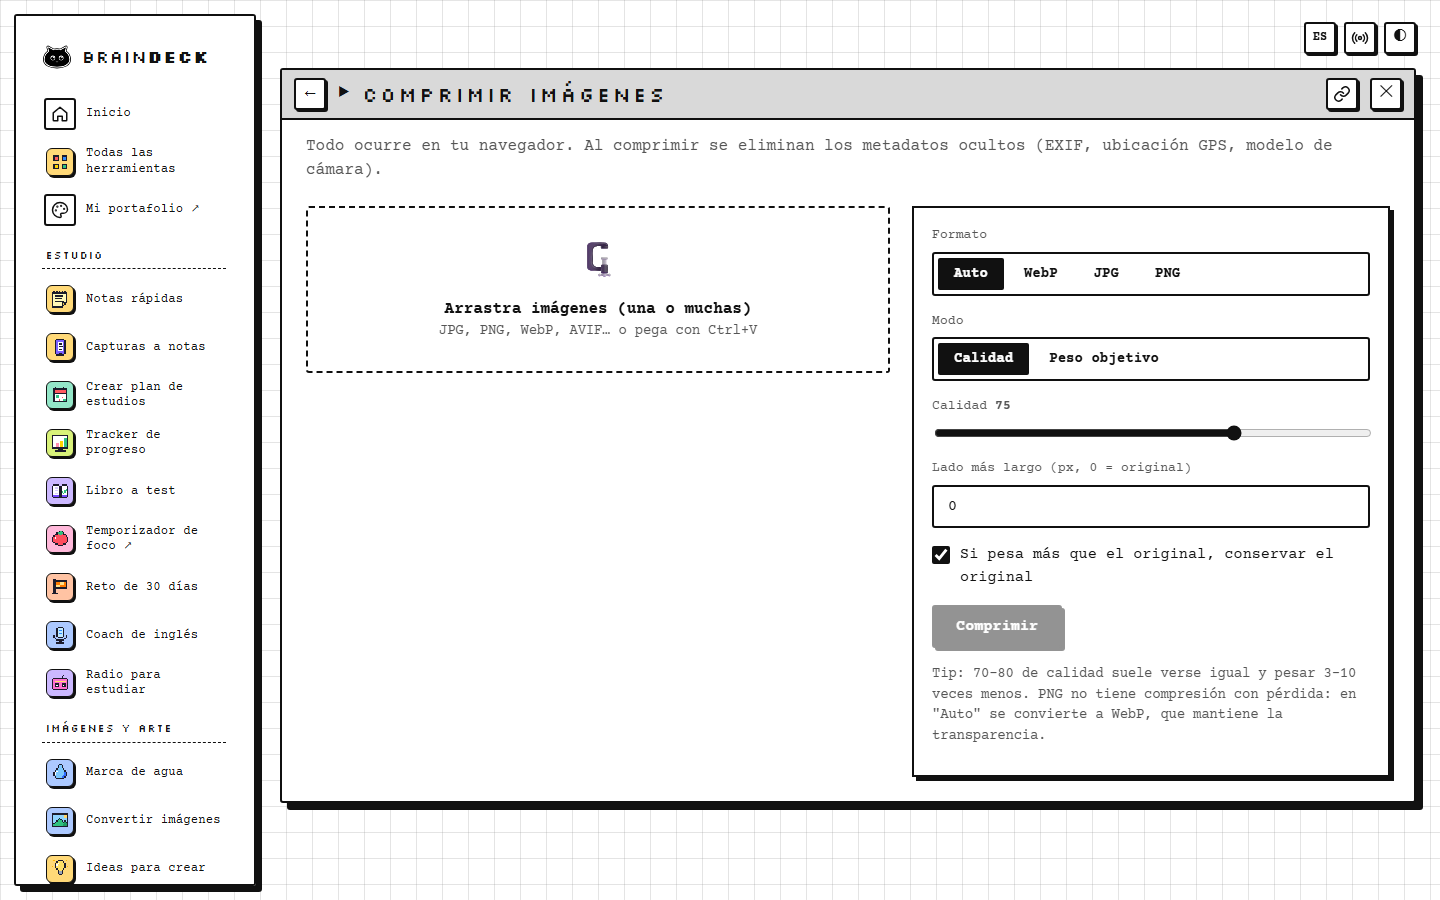 BRAINDECK
Inicio
Todas las
herramientas
Mi portafolio ↗
ESTUDIO
Notas rápidas
Capturas a notas
Crear plan de
estudios
Tracker de
progreso
Libro a test
Temporizador de
foco ↗
Reto de 30 días
Coach de inglés
Radio para
estudiar
IMÁGENES Y ARTE
Marca de agua
Convertir imágenes
Ideas para crear
ES
← ▶ COMPRIMIR IMÁGENES
Todo ocurre en tu navegador. Al comprimir se eliminan los metadatos ocultos (EXIF, ubicación GPS, modelo de
cámara).
Arrastra imágenes (una o muchas)
JPG, PNG, WebP, AVIF… o pega con Ctrl+V
Formato
Auto WebP JPG PNG
Modo
Calidad Peso objetivo
Calidad 75
Lado más largo (px, 0 = original)
0
Si pesa más que el original, conservar el
original
Comprimir
Tip: 70-80 de calidad suele verse igual y pesar 3-10
veces menos. PNG no tiene compresión con pérdida: en
"Auto" se convierte a WebP, que mantiene la
transparencia.